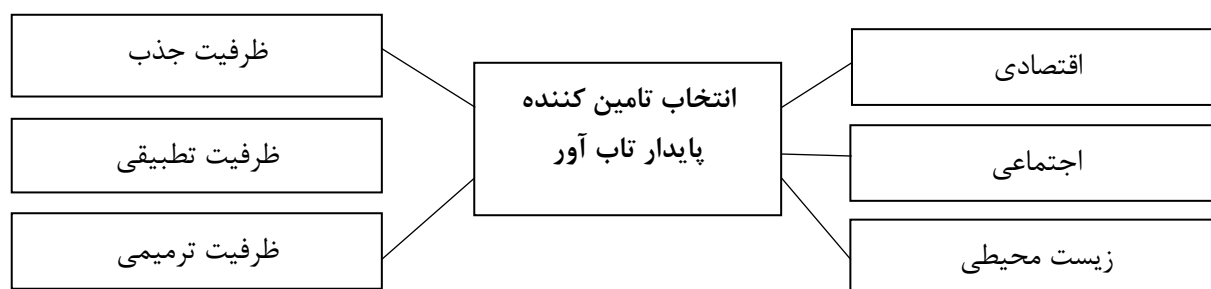 اقتصادی
اجتماعی
زیست محیطی
انتخاب تامین کننده
پایدار تاب آور
ظرفیت جذب
ظرفیت تطبیقی
ظرفیت ترمیمی